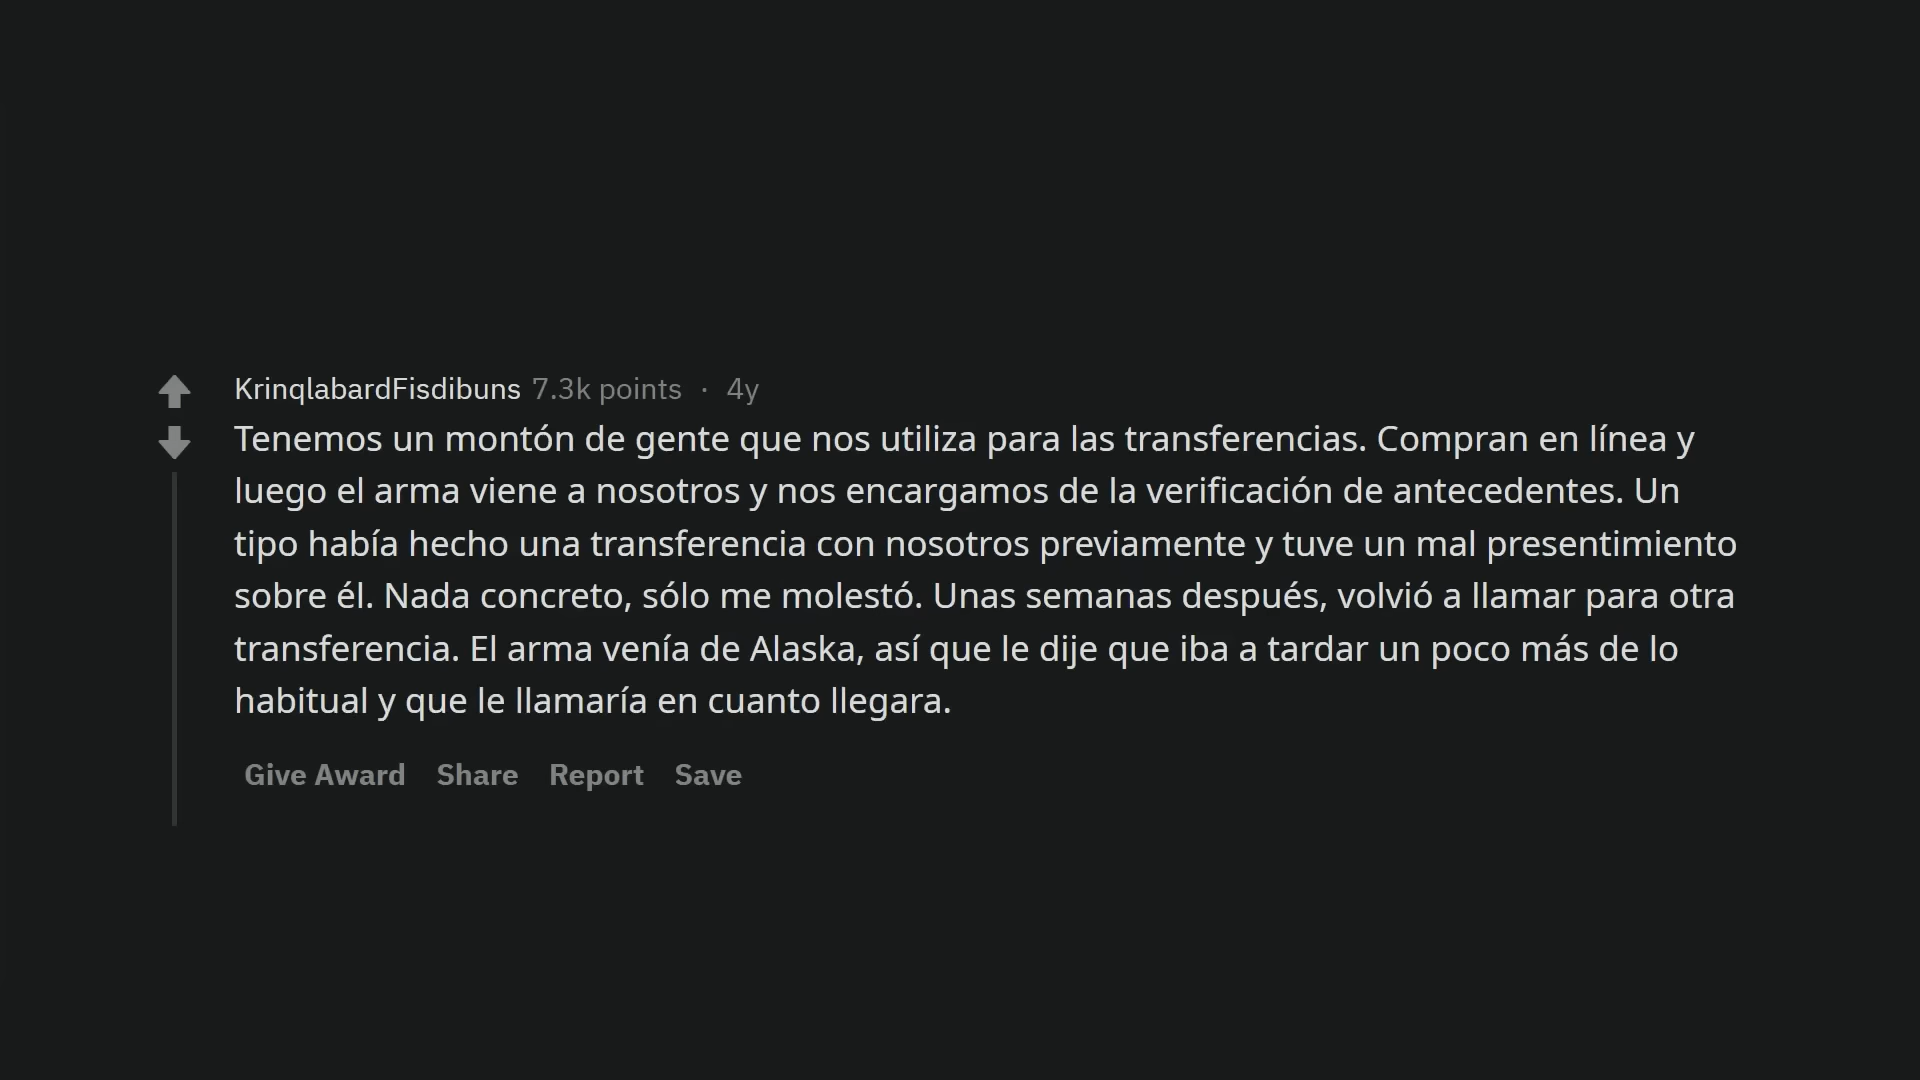 KrinqlabardFisdibuns 7.3k points · 4y
Tenemos un montón de gente que nos utiliza para las transferencias. Compran en línea y
luego el arma viene a nosotros y nos encargamos de la verificación de antecedentes. Un
tipo había hecho una transferencia con nosotros previamente y tuve un mal presentimiento
sobre él. Nada concreto, sólo me molestó. Unas semanas después, volvió a llamar para otra
transferencia. El arma venía de Alaska, así que le dije que iba a tardar un poco más de lo
habitual y que le llamaría en cuanto llegara.
Give Award Share Report Save